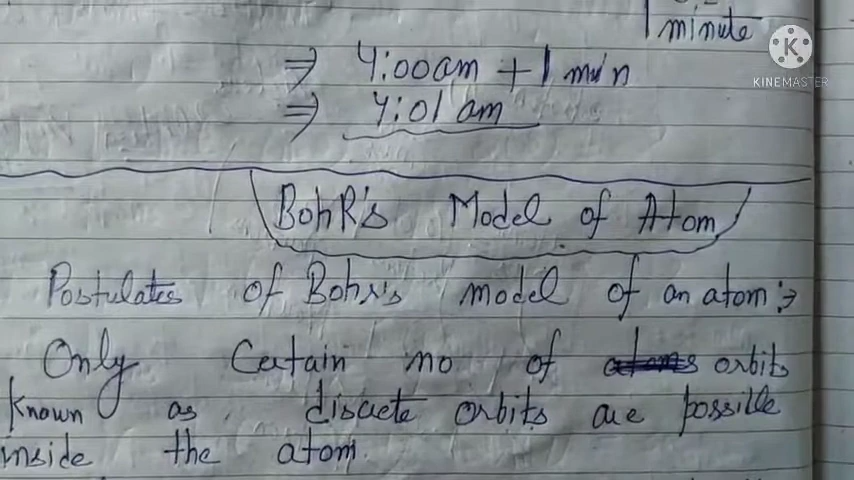 minute
⇒ 4:00am + 1 min
⇒ 4:01 am
KINEMASTER
BohR's Model of Atom
Postulates of Bohr's model of an atom:→
Only Certain no of atoms orbits
known as discrete orbits are possible
inside the atom.